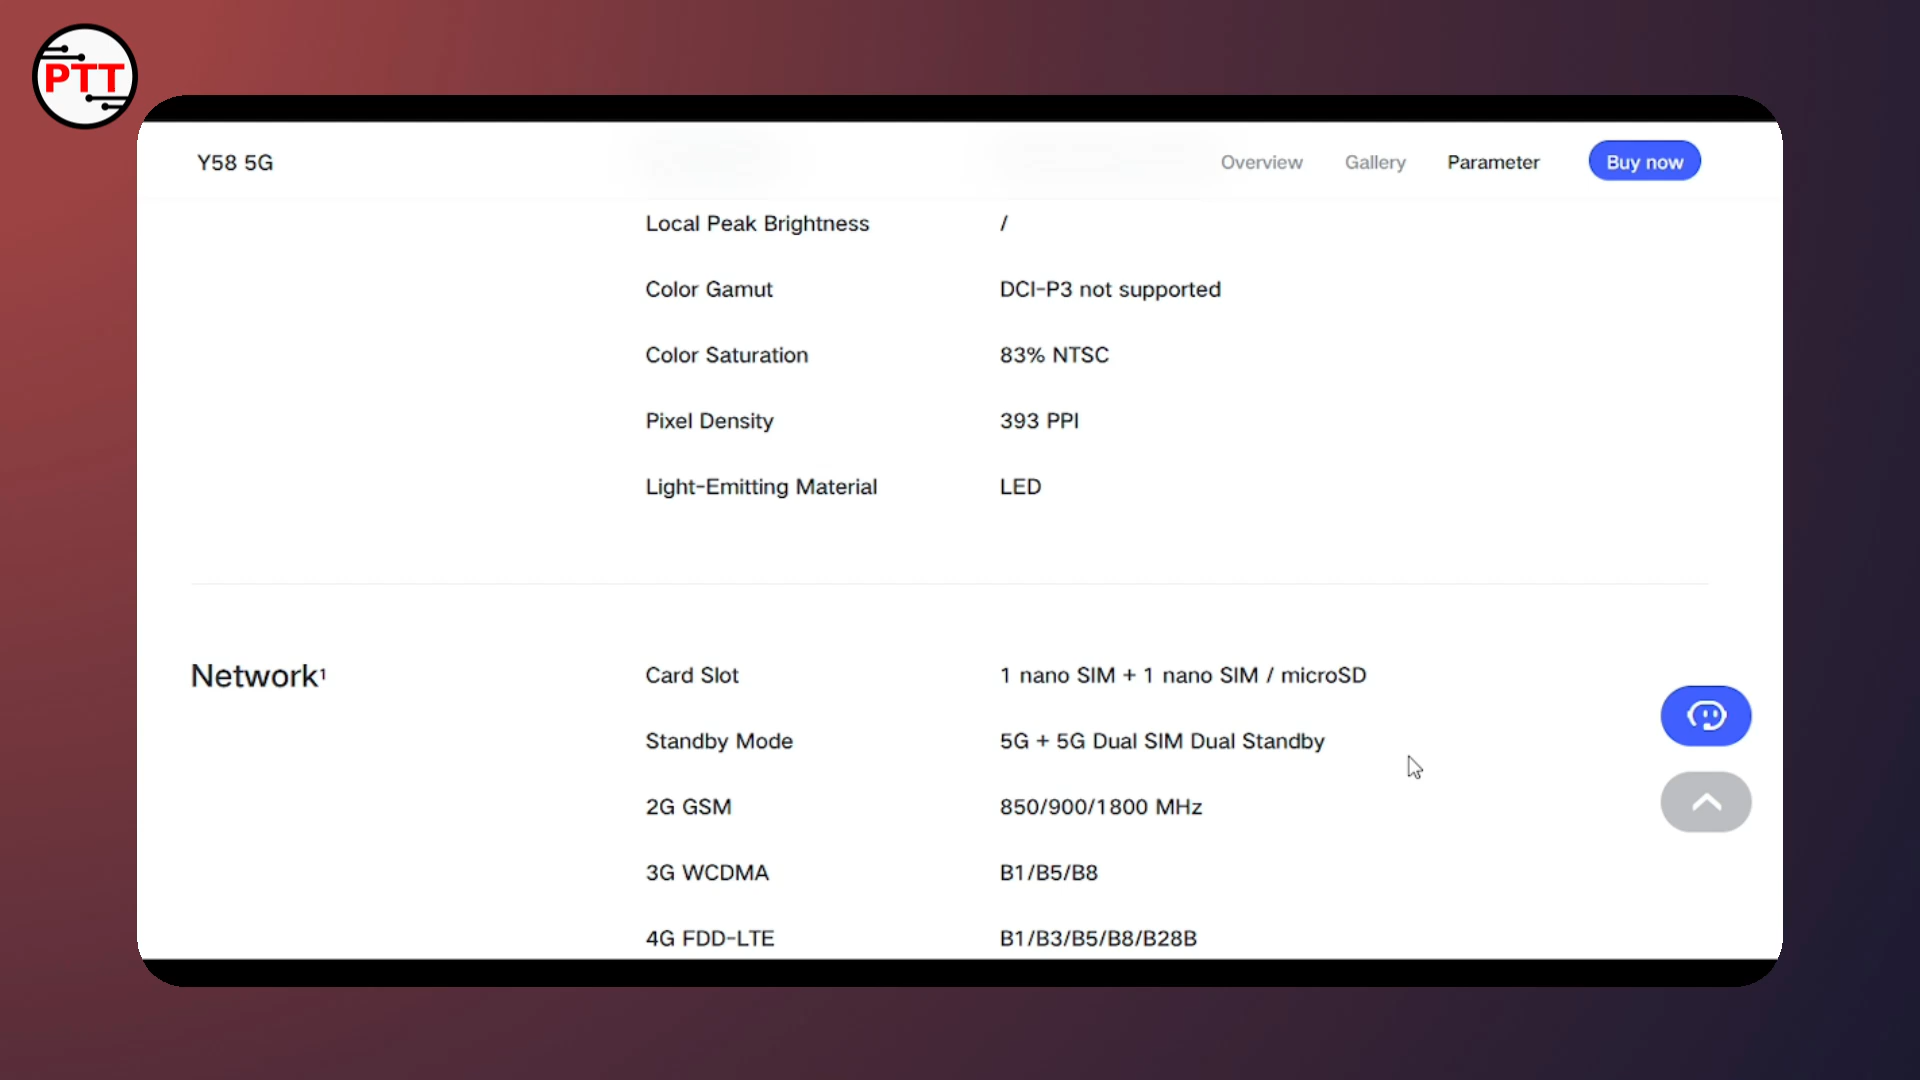 PTT
Y58 5G Overview Gallery Parameter Buy now
Local Peak Brightness /
Color Gamut DCI-P3 not supported
Color Saturation 83% NTSC
Pixel Density 393 PPI
Light-Emitting Material LED
Network¹ Card Slot 1 nano SIM + 1 nano SIM / microSD
Standby Mode 5G + 5G Dual SIM Dual Standby
2G GSM 850/900/1800 MHz
3G WCDMA B1/B5/B8
4G FDD-LTE B1/B3/B5/B8/B28B